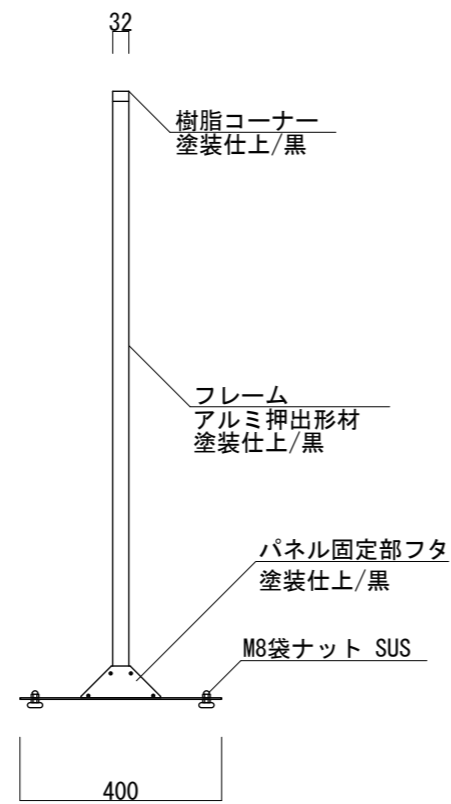 32
樹脂コーナー
塗装仕上/黒
フレーム
アルミ押出形材
塗装仕上/黒
パネル固定部フタ
塗装仕上/黒
M8袋ナット SUS
400